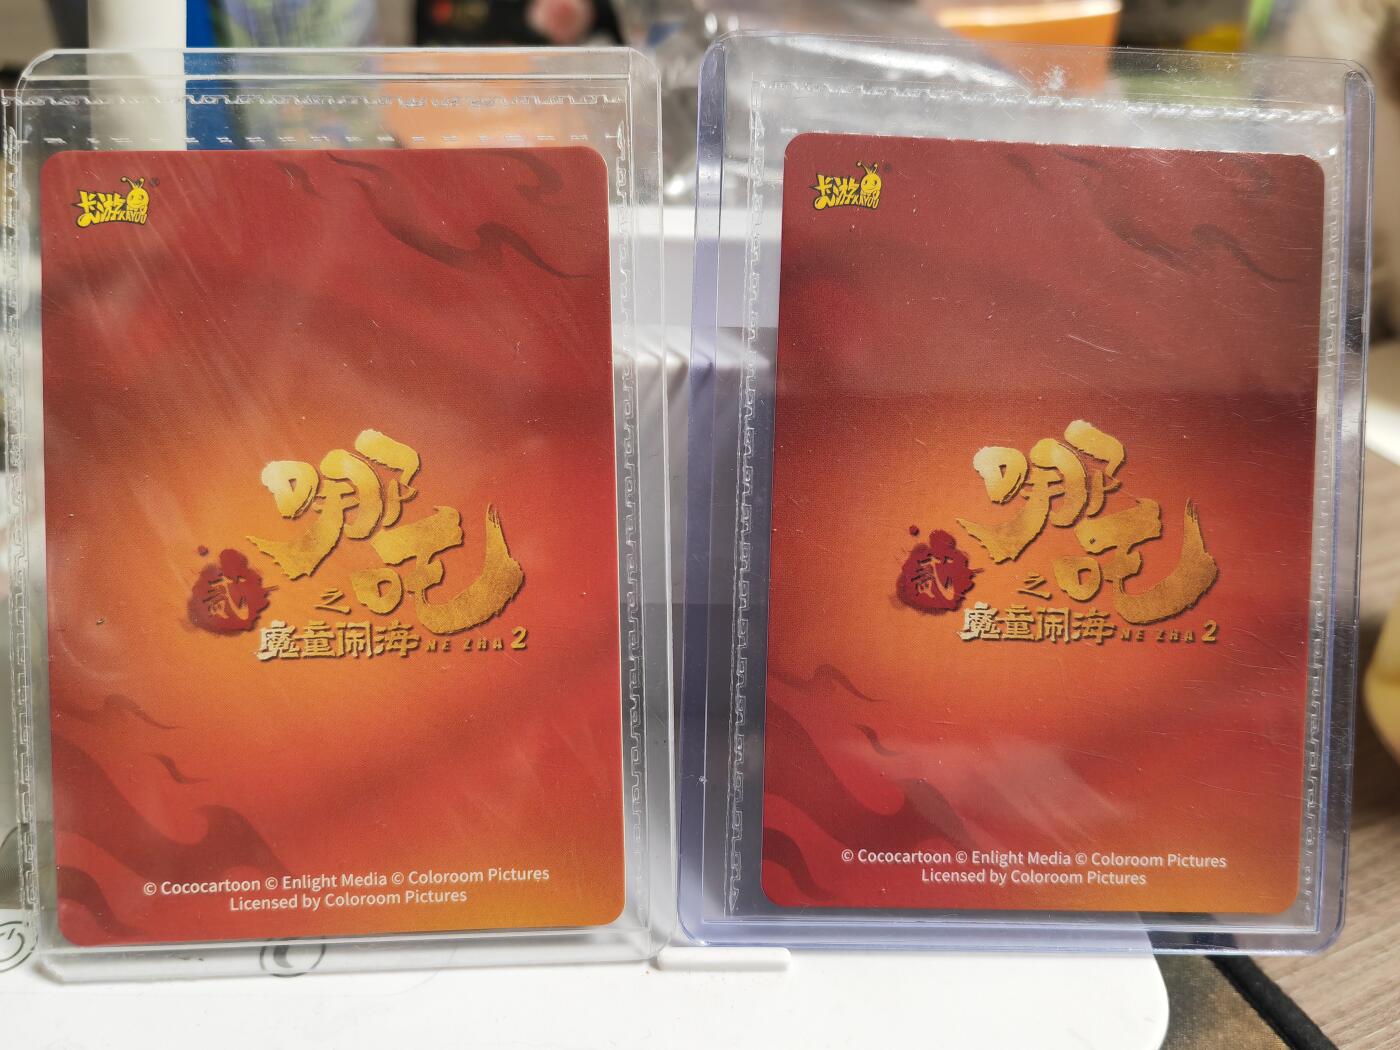 卡游
KAYOU
哪吒
贰
之
魔童闹海 NE ZHA 2
© Cococartoon © Enlight Media © Coloroom Pictures
Licensed by Coloroom Pictures
卡游
KAYOU
哪吒
贰
之
魔童闹海 NE ZHA 2
© Cococartoon © Enlight Media © Coloroom Pictures
Licensed by Coloroom Pictures